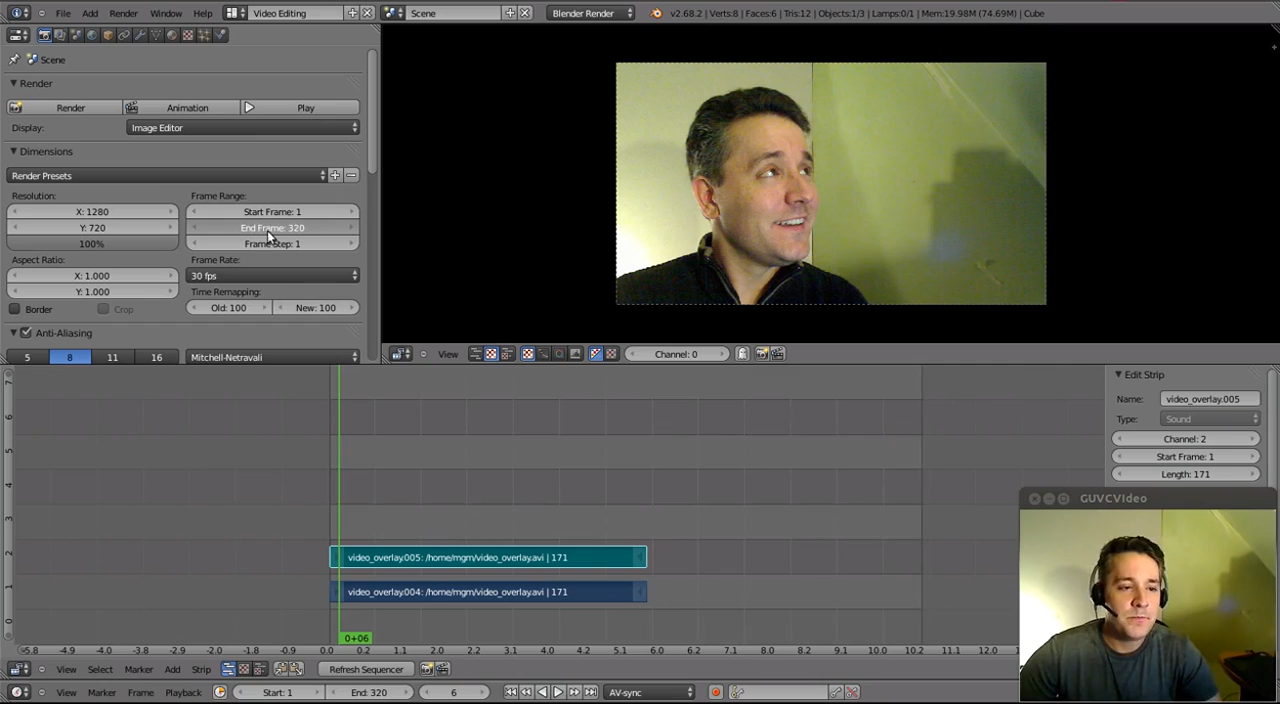 File Add Render Window Help Video Editing Scene Blender Render v2.68.2 | Verts:8 | Faces:6 | Tris:12 | Objects:1/3 | Lamps:0/1 | Mem:19.98M (74.69M) | Cube
Scene
Render
Render Animation Play
Display: Image Editor
Dimensions
Render Presets
Resolution: Frame Range:
X: 1280 Start Frame: 1
Y: 720 End Frame: 320
100% Frame Step: 1
Aspect Ratio: Frame Rate:
X: 1.000 30 fps
Y: 1.000 Time Remapping:
Border Crop Old: 100 New: 100
Anti-Aliasing
5 8 11 16 Mitchell-Netravali
View Channel: 0
Edit Strip
Name: video_overlay.005
Type: Sound
Channel: 2
Start Frame: 1
Length: 171
GUVCVideo
7
6
5
4
3
2 video_overlay.005: /home/mgm/video_overlay.avi | 171
1 video_overlay.004: /home/mgm/video_overlay.avi | 171
0
0+06
-5.8 -4.9 -4.0 -2.9 -2.0 -0.9 0.0 0.2 1.1 2.2 3.1 4.2 5.1 6.2 7.1 8.2 9.1 10.2 11.1 12.0
View Select Marker Add Strip Refresh Sequencer
View Marker Frame Playback Start: 1 End: 320 6 AV-sync